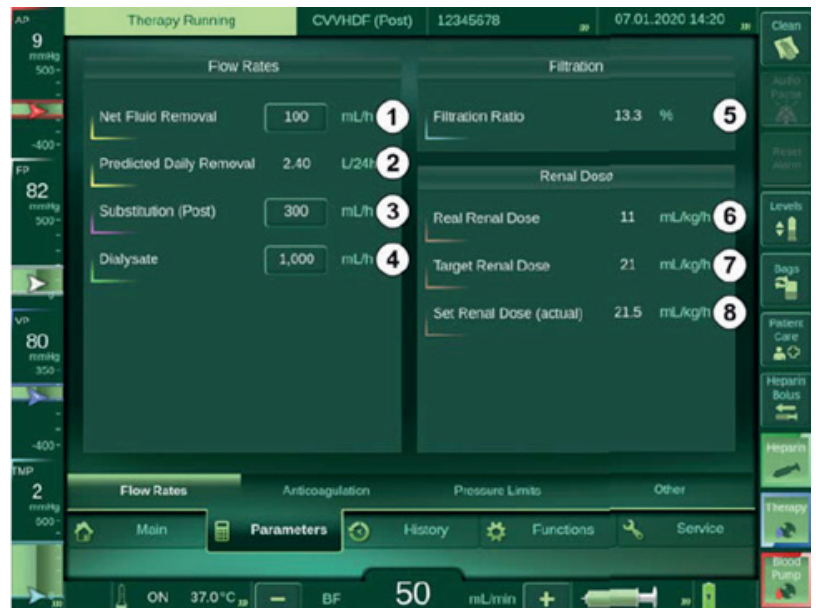 AP
9
mmHg
500
-400
FP
82
mmHg
500
0
VP
80
mmHg
350
-400
TMP
2
mmHg
500
Therapy Running
CVVHDF (Post)
12345678
07.01.2020 14:20
Flow Rates
Net Fluid Removal 100 mL/h 1
Predicted Daily Removal 2.40 L/24h 2
Substitution (Post) 300 mL/h 3
Dialysate 1,000 mL/h 4
Filtration
Filtration Ratio 13.3 % 5
Renal Dose
Real Renal Dose 11 mL/kg/h 6
Target Renal Dose 21 mL/kg/h 7
Set Renal Dose (actual) 21.5 mL/kg/h 8
Flow Rates Anticoagulation Pressure Limits Other
Main Parameters History Functions Service
ON 37.0°C - BF 50 mL/min +
Clean
Audio
Pause
Reset
Alarm
Levels
Bags
Patient
Care
Heparin
Bolus
Heparin
Therapy
Blood
Pump